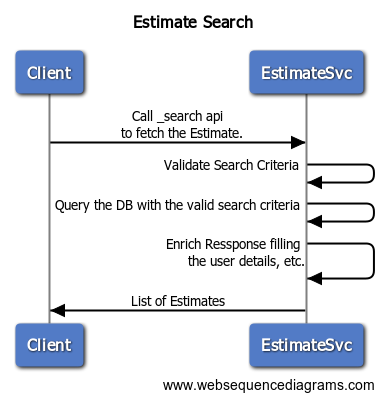 Estimate Search
Client
EstimateSvc
Call _search api
to fetch the Estimate.
Validate Search Criteria
Query the DB with the valid search criteria
Enrich Ressponse filling
the user details, etc.
List of Estimates
Client
EstimateSvc
www.websequencediagrams.com